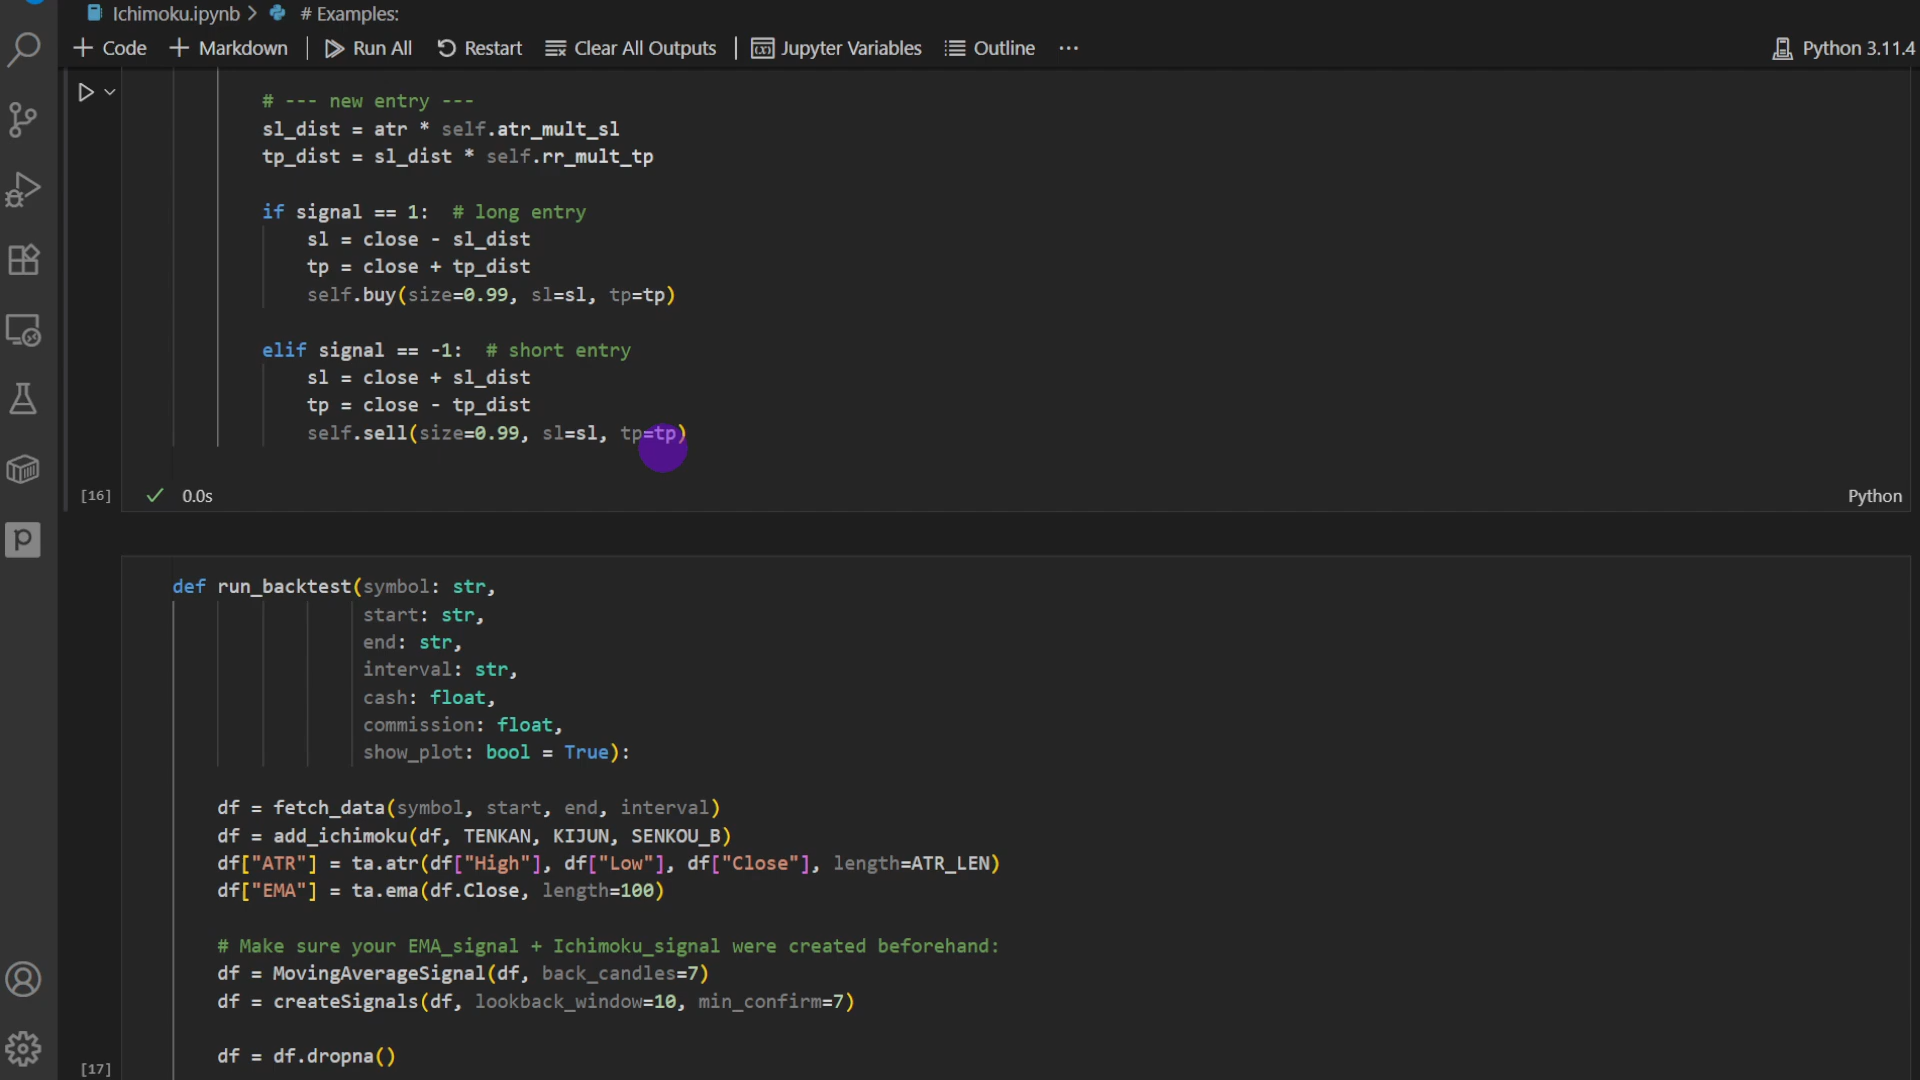 Ichimoku.ipynb > # Examples:
+ Code + Markdown Run All Restart Clear All Outputs Jupyter Variables Outline ··· Python 3.11.4
# --- new entry ---
sl_dist = atr * self.atr_mult_sl
tp_dist = sl_dist * self.rr_mult_tp
if signal == 1:  # long entry
sl = close - sl_dist
tp = close + tp_dist
self.buy(size=0.99, sl=sl, tp=tp)
elif signal == -1:  # short entry
sl = close + sl_dist
tp = close - tp_dist
self.sell(size=0.99, sl=sl, tp=tp)
[16] 0.0s Python
def run_backtest(symbol: str,
start: str,
end: str,
interval: str,
cash: float,
commission: float,
show_plot: bool = True):
df = fetch_data(symbol, start, end, interval)
df = add_ichimoku(df, TENKAN, KIJUN, SENKOU_B)
df["ATR"] = ta.atr(df["High"], df["Low"], df["Close"], length=ATR_LEN)
df["EMA"] = ta.ema(df.Close, length=100)
# Make sure your EMA_signal + Ichimoku_signal were created beforehand:
df = MovingAverageSignal(df, back_candles=7)
df = createSignals(df, lookback_window=10, min_confirm=7)
df = df.dropna()
[17]